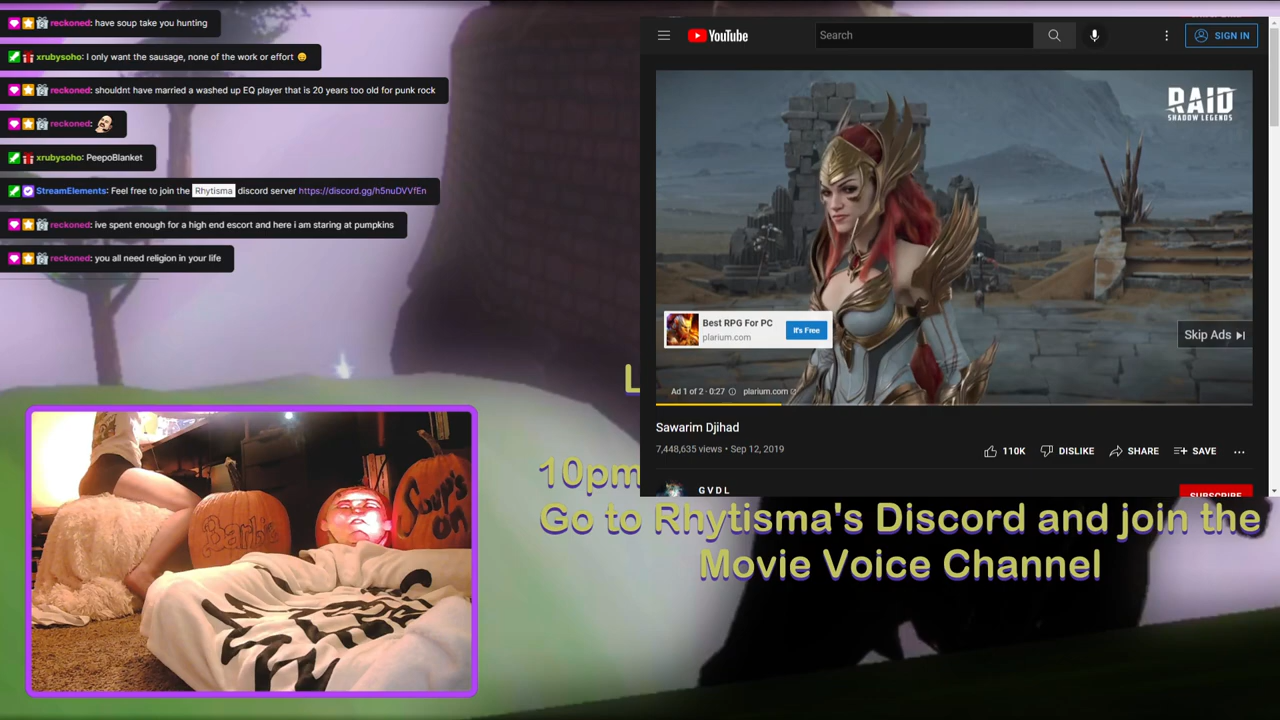 reckoned: have soup take you hunting
xrubysoho: I only want the sausage, none of the work or effort
reckoned: shouldnt have married a washed up EQ player that is 20 years too old for punk rock
reckoned:
xrubysoho: PeepoBlanket
StreamElements: Feel free to join the Rhytisma discord server https://discord.gg/h5nuDVVfEn
reckoned: ive spent enough for a high end escort and here i am staring at pumpkins
reckoned: you all need religion in your life
YouTube
Search
SIGN IN
RAID
SHADOW LEGENDS
Best RPG For PC
plarium.com
It's Free
Skip Ads
Ad 1 of 2 · 0:27
plarium.com
Sawarim Djihad
7,448,635 views • Sep 12, 2019
110K
DISLIKE
SHARE
SAVE
G V D L
SUBSCRIBE
L
10pm
Go to Rhytisma's Discord and join the
Movie Voice Channel
Barbie
Soup's
on